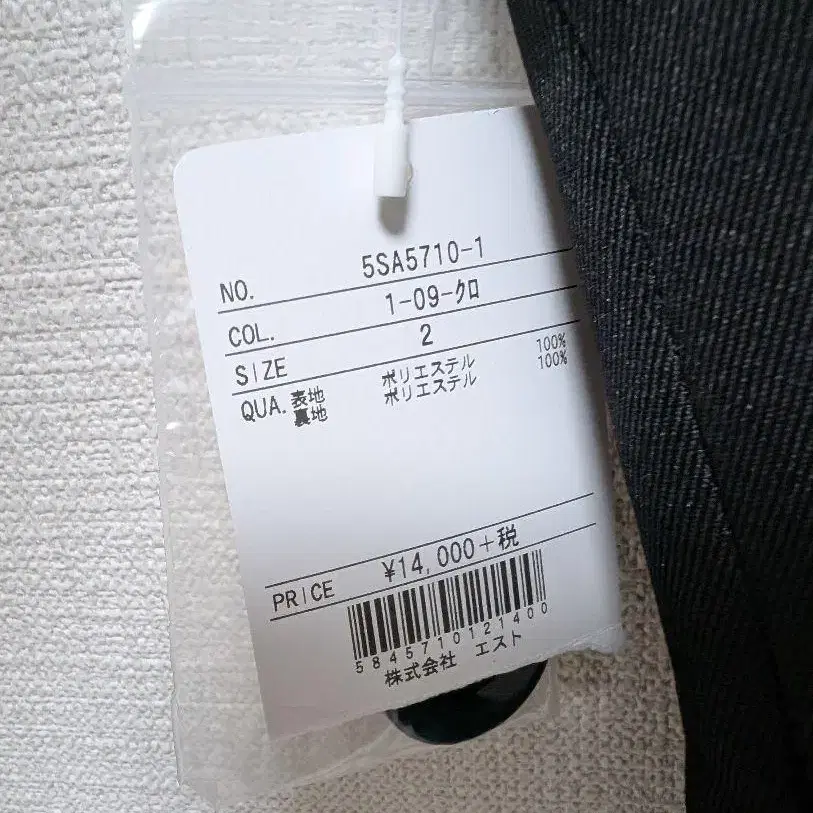 NO. 5SA5710-1
COL. 1-09-ｸﾛ
SIZE 2
QUA. 表地 ポリエステル 100%
裏地 ポリエステル 100%
PRICE ¥14,000+税
5845710121400
株式会社 エスト